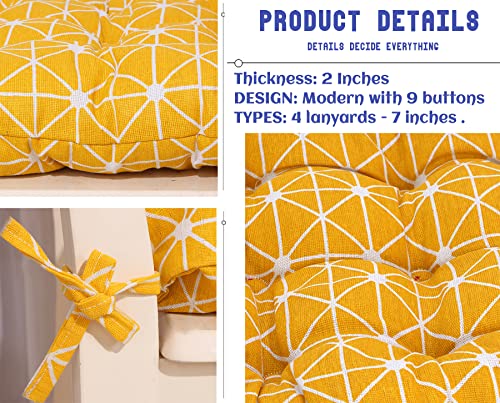 PRODUCT DETAILS
DETAILS DECIDE EVERYTHING
Thickness: 2 Inches
DESIGN: Modern with 9 buttons
TYPES: 4 lanyards - 7 inches .